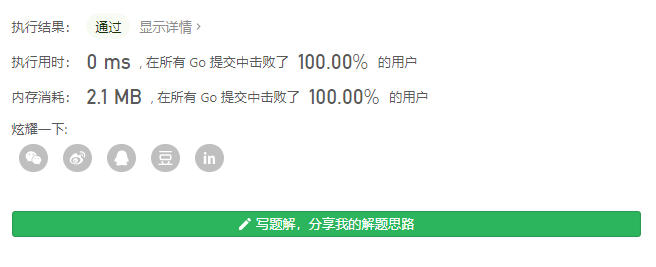 执行结果： 通过 显示详情 ›
执行用时： 0 ms ，在所有 Go 提交中击败了 100.00% 的用户
内存消耗： 2.1 MB ，在所有 Go 提交中击败了 100.00% 的用户
炫耀一下:
豆 in
写题解，分享我的解题思路